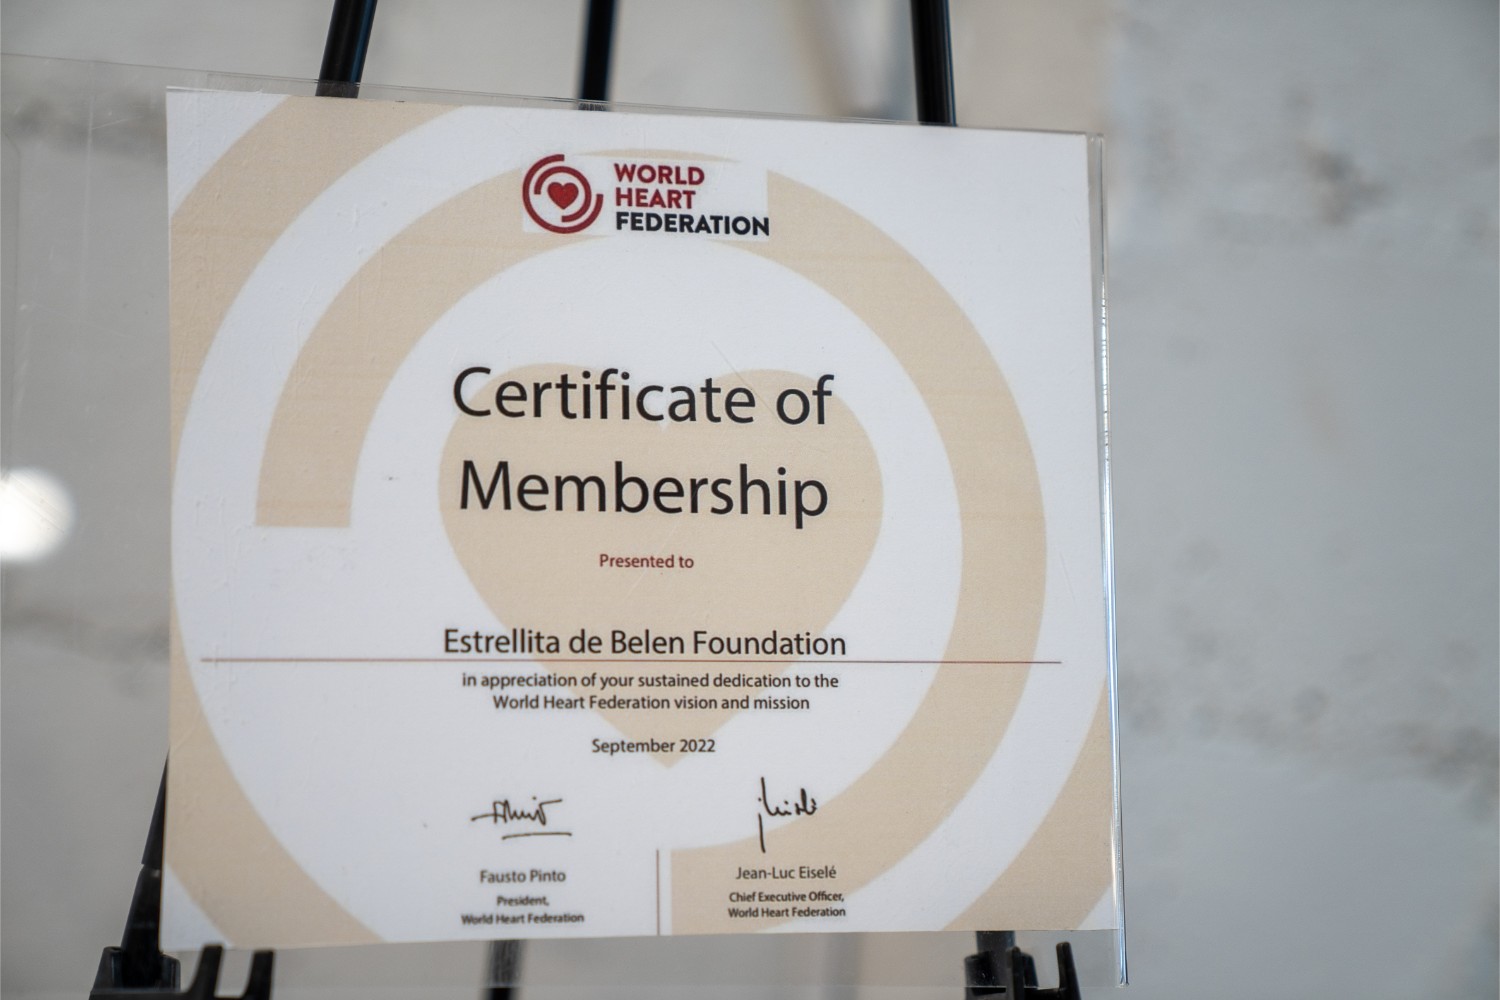 WORLD
HEART
FEDERATION
Certificate of
Membership
Presented to
Estrellita de Belen Foundation
in appreciation of your sustained dedication to the
World Heart Federation vision and mission
September 2022
Fausto Pinto
President,
World Heart Federation
Jean-Luc Eiselé
Chief Executive Officer,
World Heart Federation